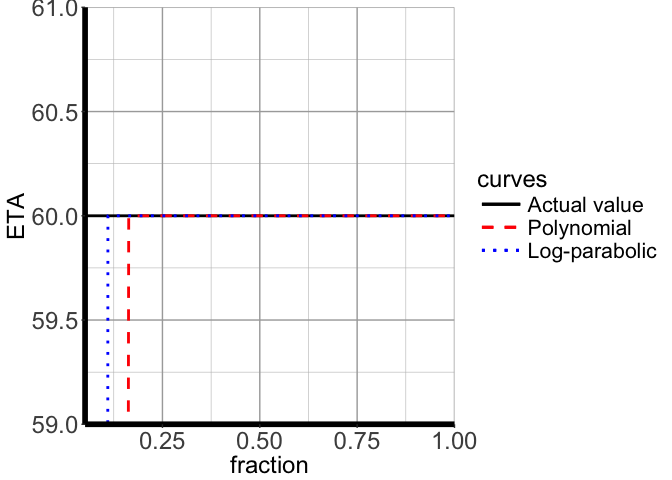 61.0
60.5
60.0
59.5
59.0
ETA
0.25 0.50 0.75 1.00
fraction
curves
Actual value
Polynomial
Log-parabolic